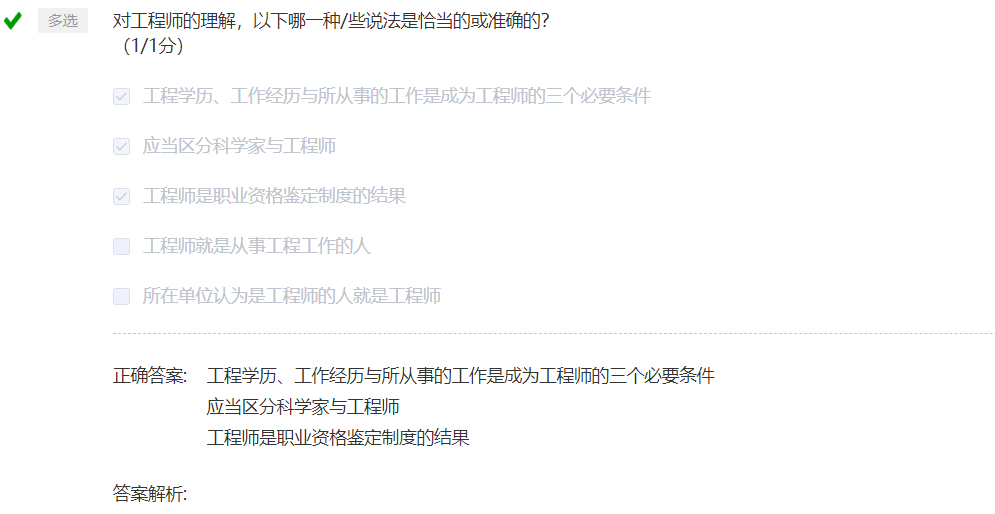 多选 对工程师的理解，以下哪一种/些说法是恰当的或准确的？
（1/1分）
工程学历、工作经历与所从事的工作是成为工程师的三个必要条件
应当区分科学家与工程师
工程师是职业资格鉴定制度的结果
工程师就是从事工程工作的人
所在单位认为是工程师的人就是工程师
正确答案: 工程学历、工作经历与所从事的工作是成为工程师的三个必要条件
应当区分科学家与工程师
工程师是职业资格鉴定制度的结果
答案解析: